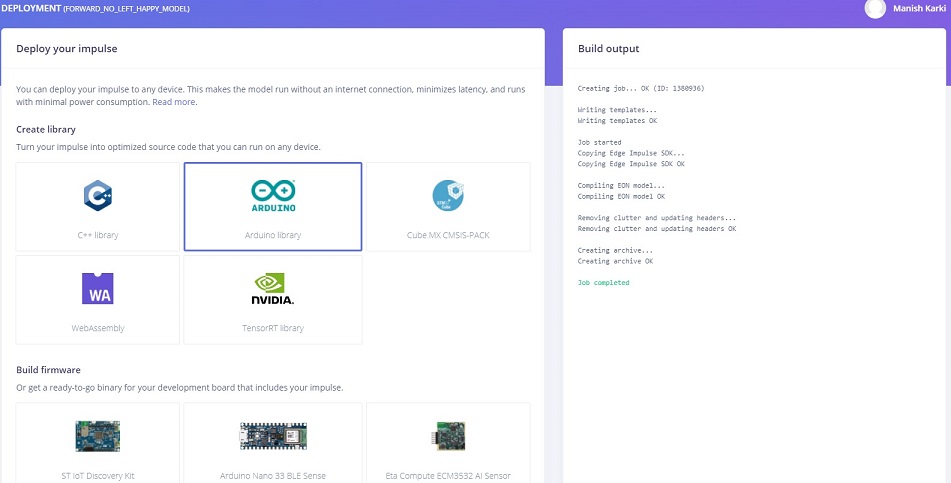 DEPLOYMENT (FORWARD_NO_LEFT_HAPPY_MODEL)
Manish Karki
Deploy your impulse
You can deploy your impulse to any device. This makes the model run without an internet connection, minimizes latency, and runs
with minimal power consumption. Read more.
Create library
Turn your impulse into optimized source code that you can run on any device.
C++
ARDUINO
STM32
Cube
C++ library
Arduino library
Cube.MX CMSIS-PACK
WA
NVIDIA.
WebAssembly
TensorRT library
Build firmware
Or get a ready-to-go binary for your development board that includes your impulse.
ST IoT Discovery Kit
Arduino Nano 33 BLE Sense
Eta Compute ECM3532 AI Sensor
Build output
Creating job... OK (ID: 1380936)
Writing templates...
Writing templates OK
Job started
Copying Edge Impulse SDK...
Copying Edge Impulse SDK OK
Compiling EON model...
Compiling EON model OK
Removing clutter and updating headers...
Removing clutter and updating headers OK
Creating archive...
Creating archive OK
Job completed